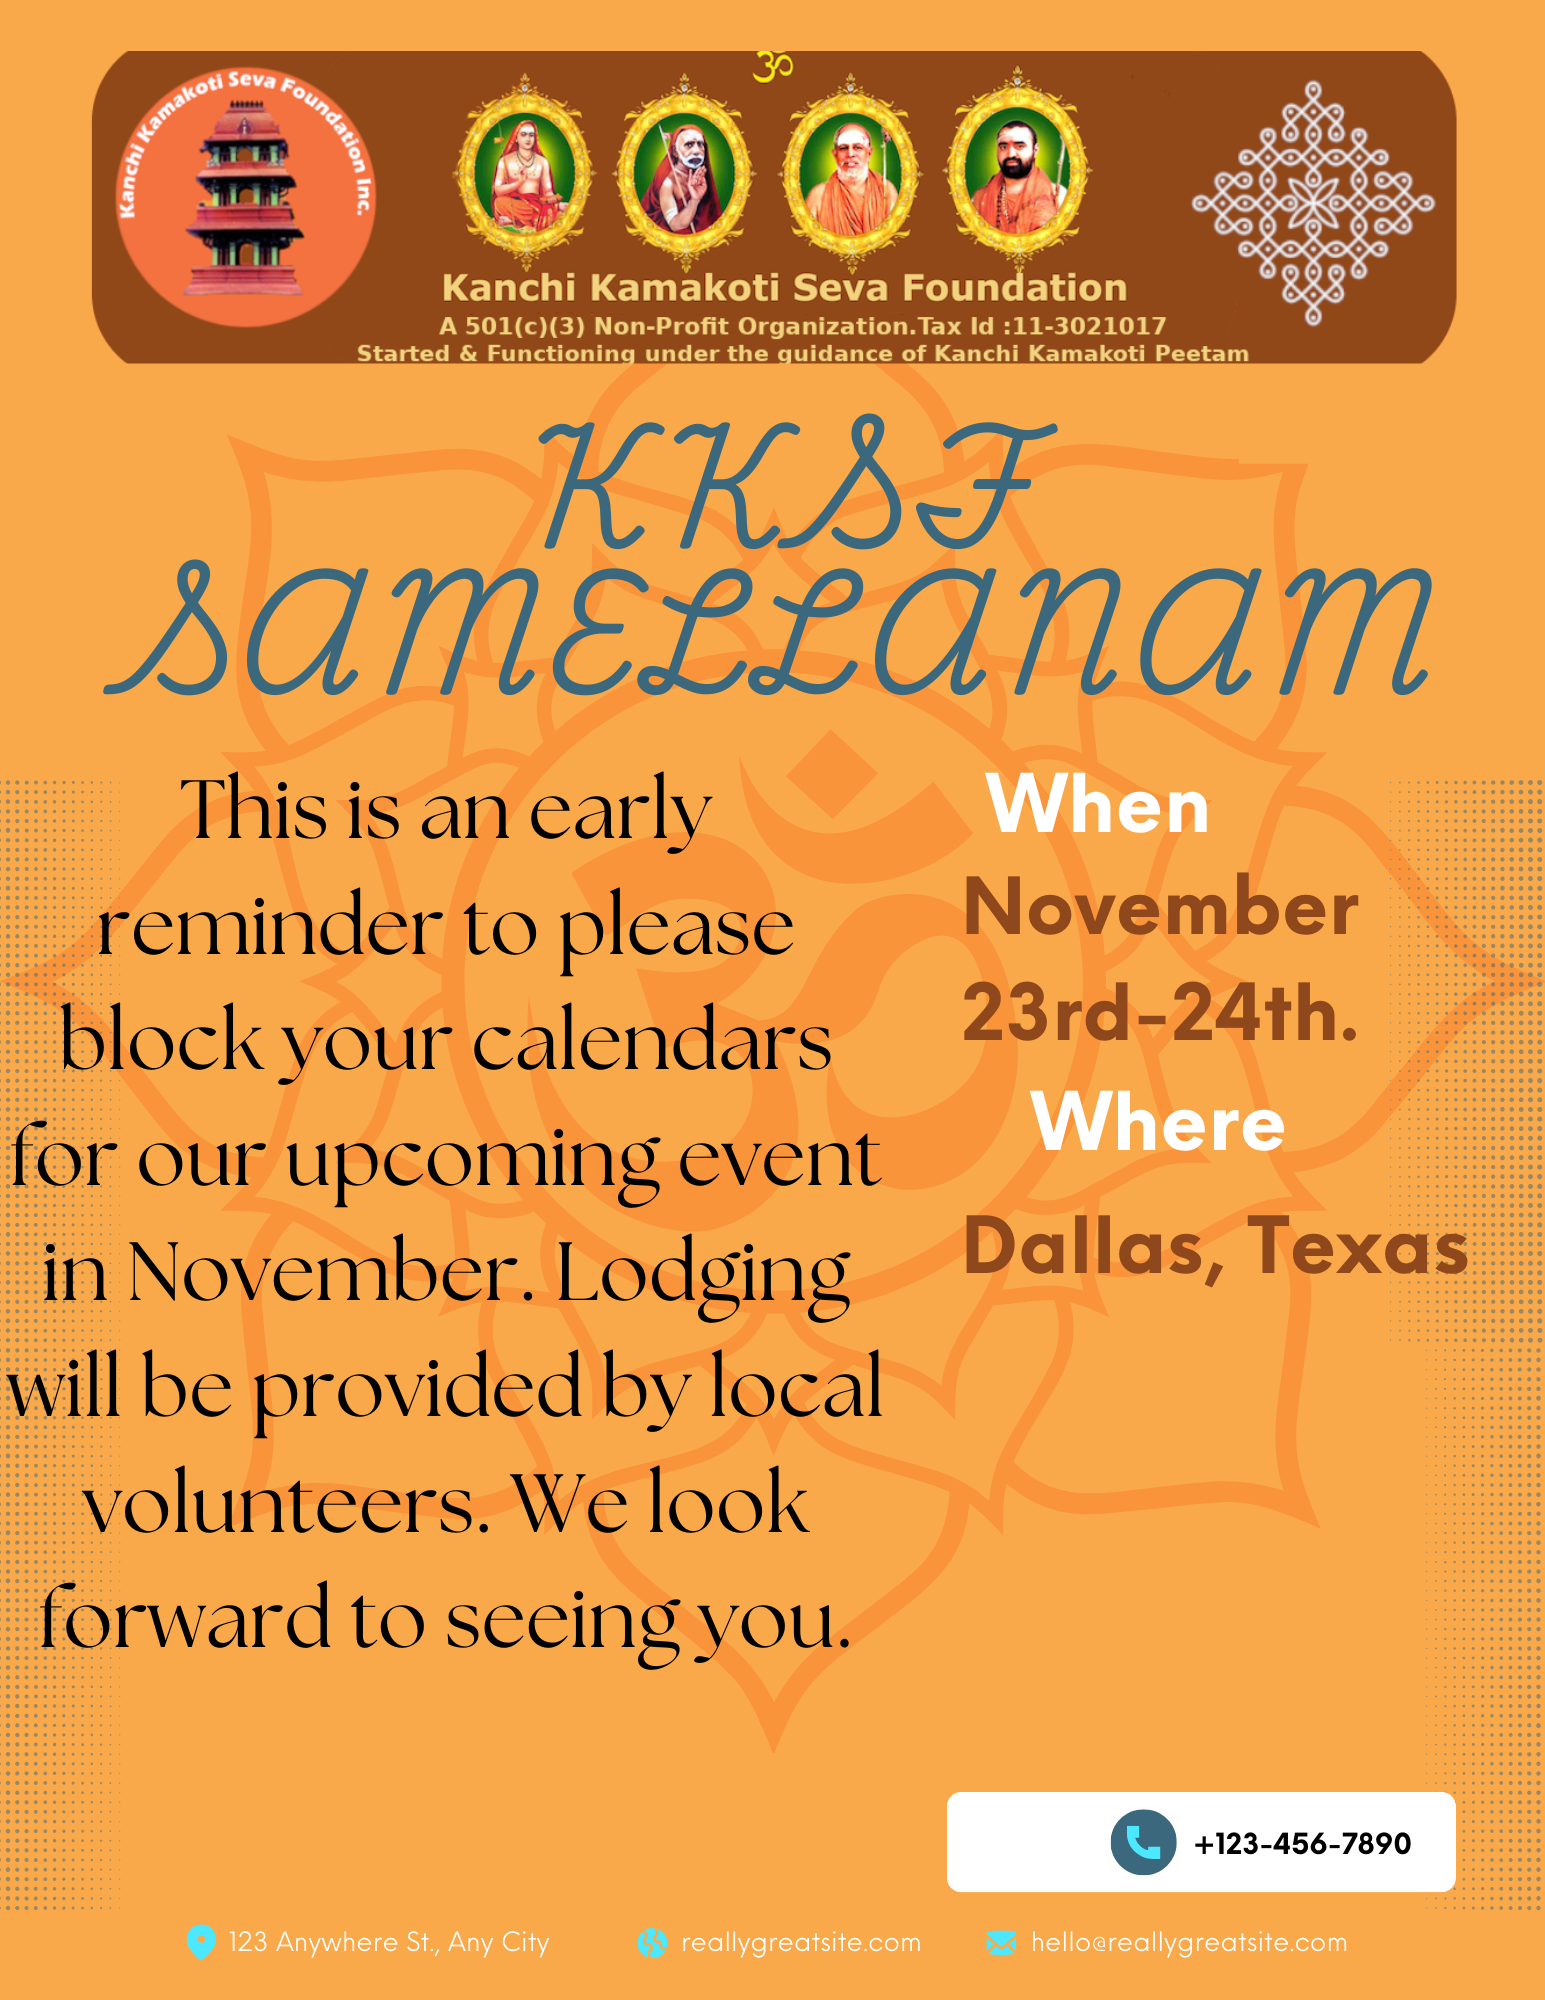 ॐ
Kanchi Kamakoti Seva Foundation Inc.
Kanchi Kamakoti Seva Foundation
A 501(c)(3) Non-Profit Organization.Tax Id :11-3021017
Started & Functioning under the guidance of Kanchi Kamakoti Peetam
KKSF
SAMELLANAM
This is an early
reminder to please
block your calendars
for our upcoming event
in November. Lodging
will be provided by local
volunteers. We look
forward to seeing you.
When
November
23rd-24th.
Where
Dallas, Texas
ॐ
+123-456-7890
123 Anywhere St., Any City
reallygreatsite.com
hello@reallygreatsite.com